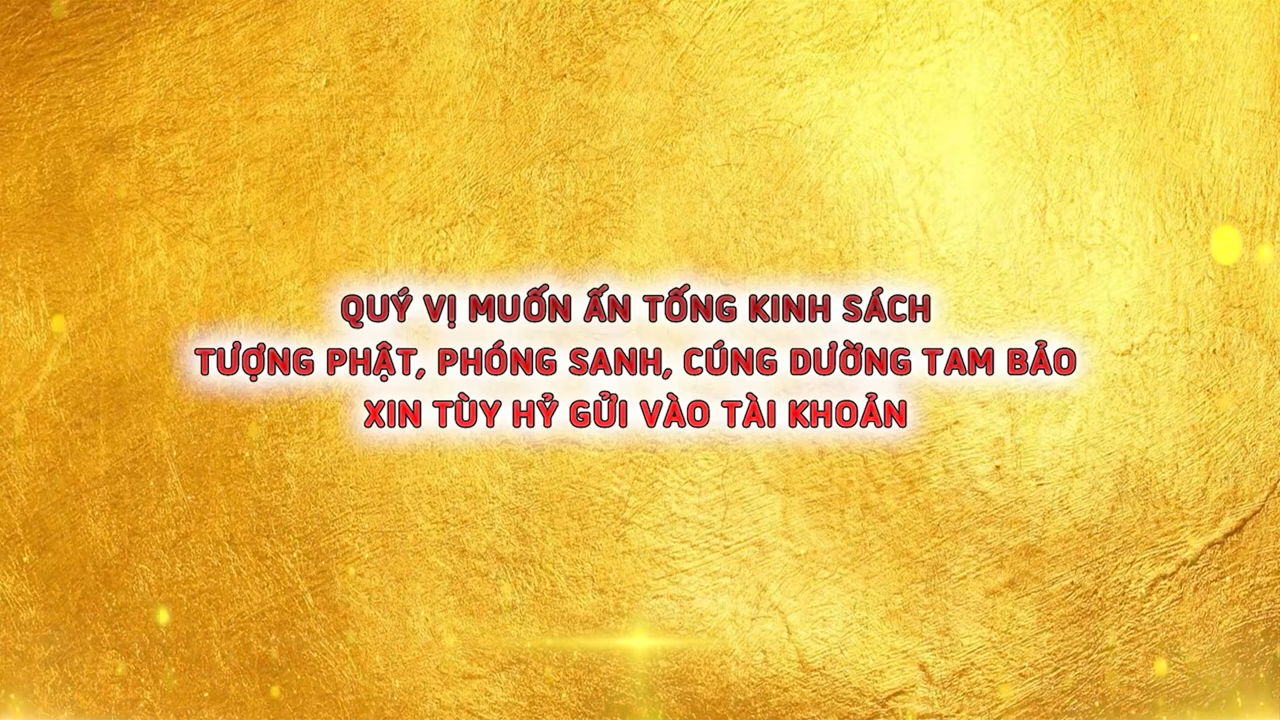 QUÝ VỊ MUỐN ẤN TỐNG KINH SÁCH
TƯỢNG PHẬT, PHÓNG SANH, CÚNG DƯỜNG TAM BẢO
XIN TÙY HỶ GỬI VÀO TÀI KHOẢN